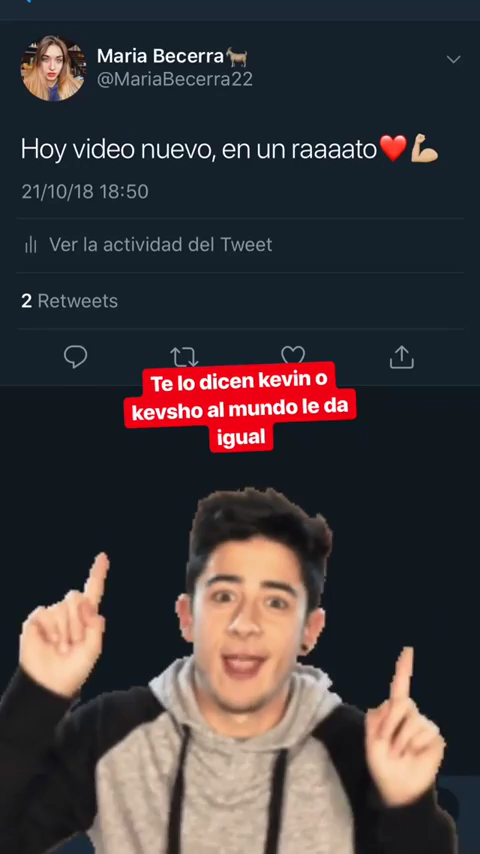 Maria Becerra🐐
@MariaBecerra22
Hoy video nuevo, en un raaaato❤️💪🏼
21/10/18 18:50
Ver la actividad del Tweet
2 Retweets
Te lo dicen kevin o
kevsho al mundo le da
igual